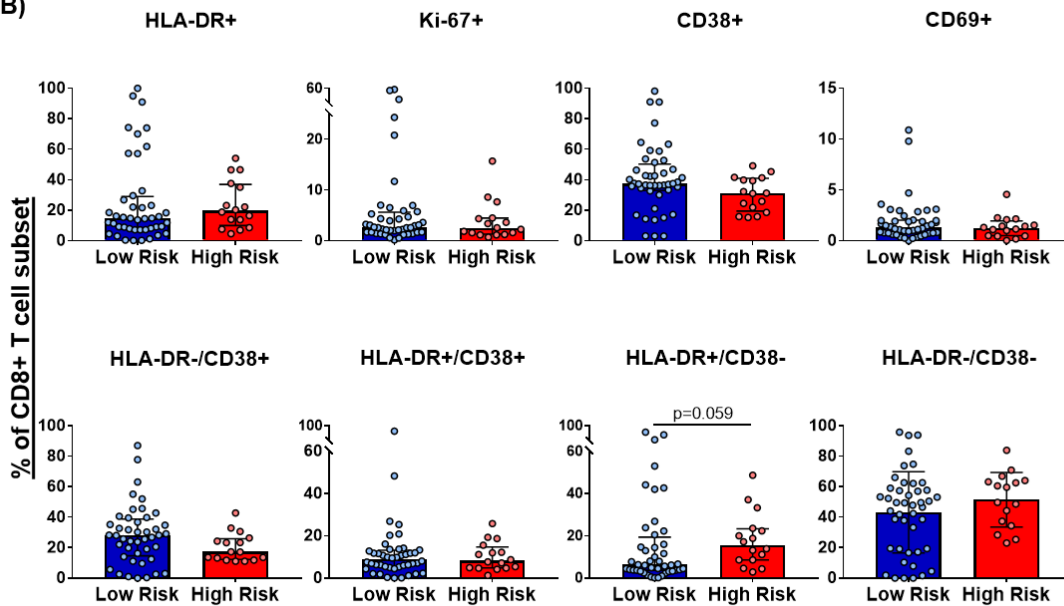 B)
HLA-DR+ Ki-67+ CD38+ CD69+
100 60 100 15
80 80
60 20 60 10
40 10 40 5
20 20
0 0 0 0
Low Risk High Risk Low Risk High Risk Low Risk High Risk Low Risk High Risk
% of CD8+ T cell subset
HLA-DR-/CD38+ HLA-DR+/CD38+ HLA-DR+/CD38- HLA-DR-/CD38-
p=0.059
100 100 100 100
80 60 60 80
60 40 40 60
40 20 20 40
20 20
0 0 0 0
Low Risk High Risk Low Risk High Risk Low Risk High Risk Low Risk High Risk